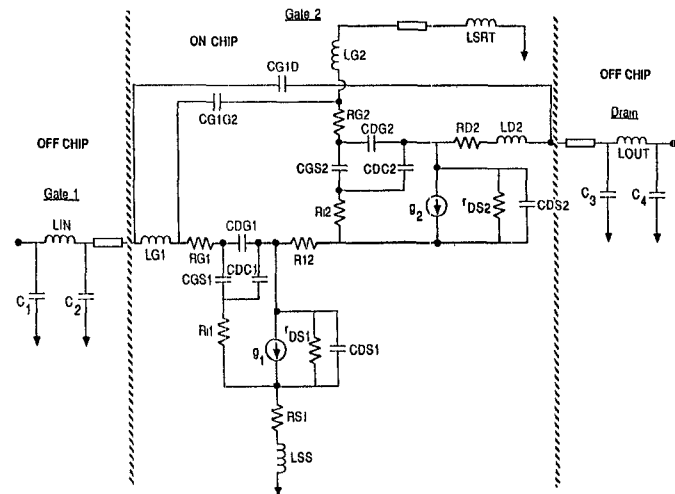 Gate 2
ON CHIP
LG2
LSRT
CG1D
OFF CHIP
CG1G2
Drain
RG2
CDG2
RD2
LD2
OFF CHIP
LOUT
CGS2
CDC2
C3
C4
Gate 1
Ri2
g2
rDS2
CDS2
LIN
CDG1
LG1
RG1
R12
CGS1
CDC1
C1
C2
Ri1
g1
rDS1
CDS1
RS1
LSS